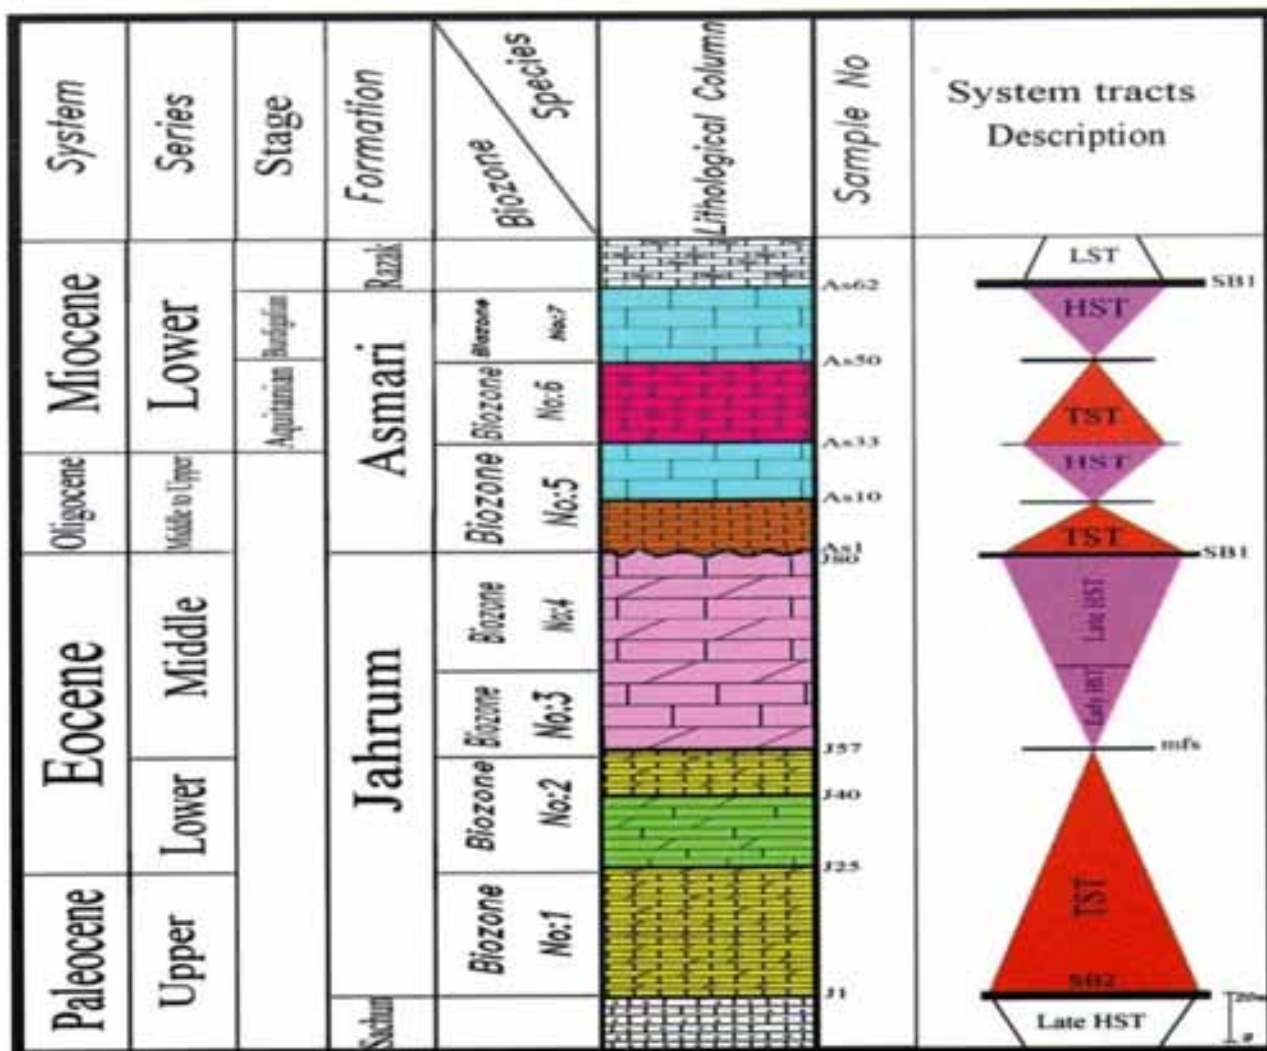 System
Series
Stage
Formation
Species
Biozone
Lithological Column
Sample No
System tracts
Description
Miocene
Oligocene
Eocene
Paleocene
Lower
Middle to Upper
Middle
Lower
Upper
Burdigalian
Aquitanian
Razak
Asmari
Jahrum
Sachun
Biozone No:7
Biozone No:6
Biozone No:5
Biozone No:4
Biozone No:3
Biozone No:2
Biozone No:1
As62
As50
As33
As10
As1
J80
J57
J40
J25
J1
LST
SB1
HST
TST
HST
TST
SB1
Late HST
Early HST
mfs
TST
SB2
Late HST